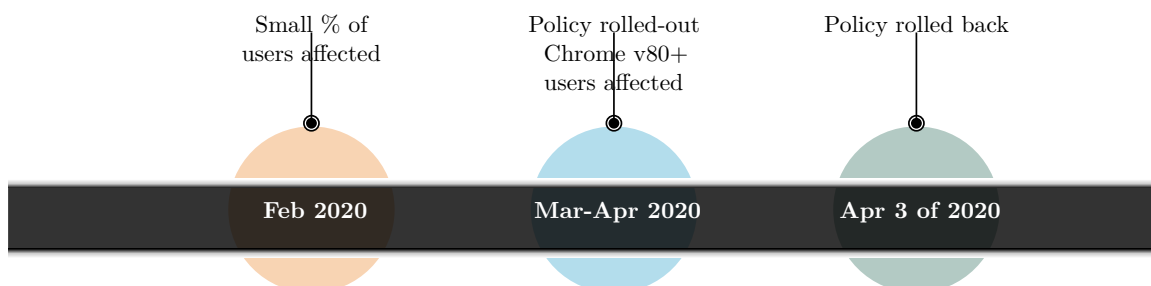 Small % of
users affected
Policy rolled-out
Chrome v80+
users affected
Policy rolled back
Feb 2020
Mar-Apr 2020
Apr 3 of 2020